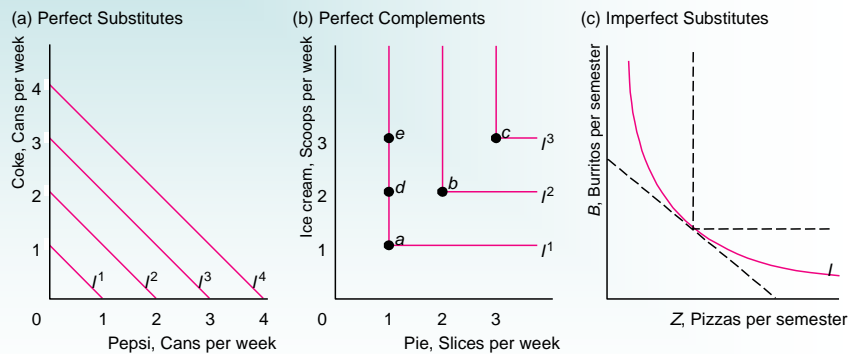 (a) Perfect Substitutes
Coke, Cans per week
4
3
2
1
0
I1
I2
I3
I4
1
2
3
4
Pepsi, Cans per week
(b) Perfect Complements
Ice cream, Scoops per week
3
2
1
0
e
d
a
b
c
I3
I2
I1
1
2
3
Pie, Slices per week
(c) Imperfect Substitutes
B, Burritos per semester
I
0
Z, Pizzas per semester